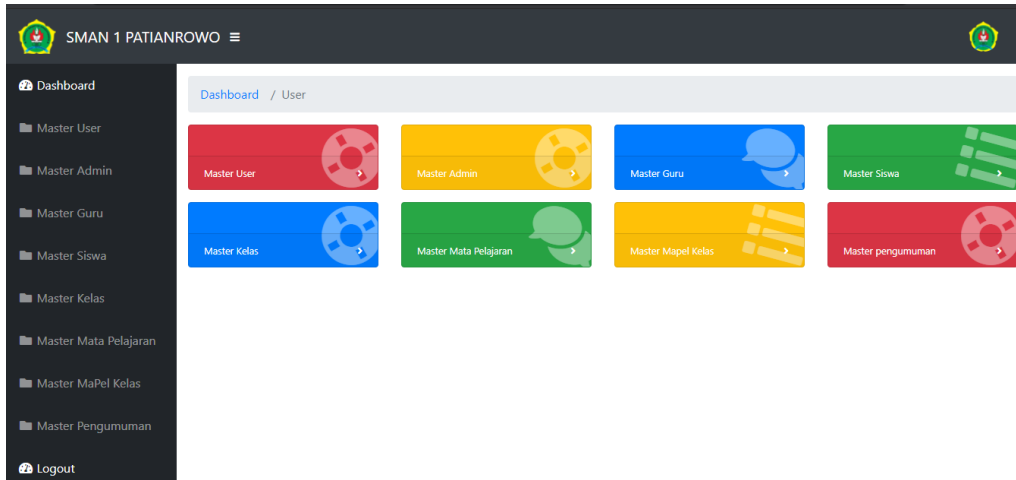 SMAN 1 PATIANROWO
Dashboard
Master User
Master Admin
Master Guru
Master Siswa
Master Kelas
Master Mata Pelajaran
Master MaPel Kelas
Master Pengumuman
Logout
Dashboard / User
Master User
Master Admin
Master Guru
Master Siswa
Master Kelas
Master Mata Pelajaran
Master Mapel Kelas
Master pengumuman